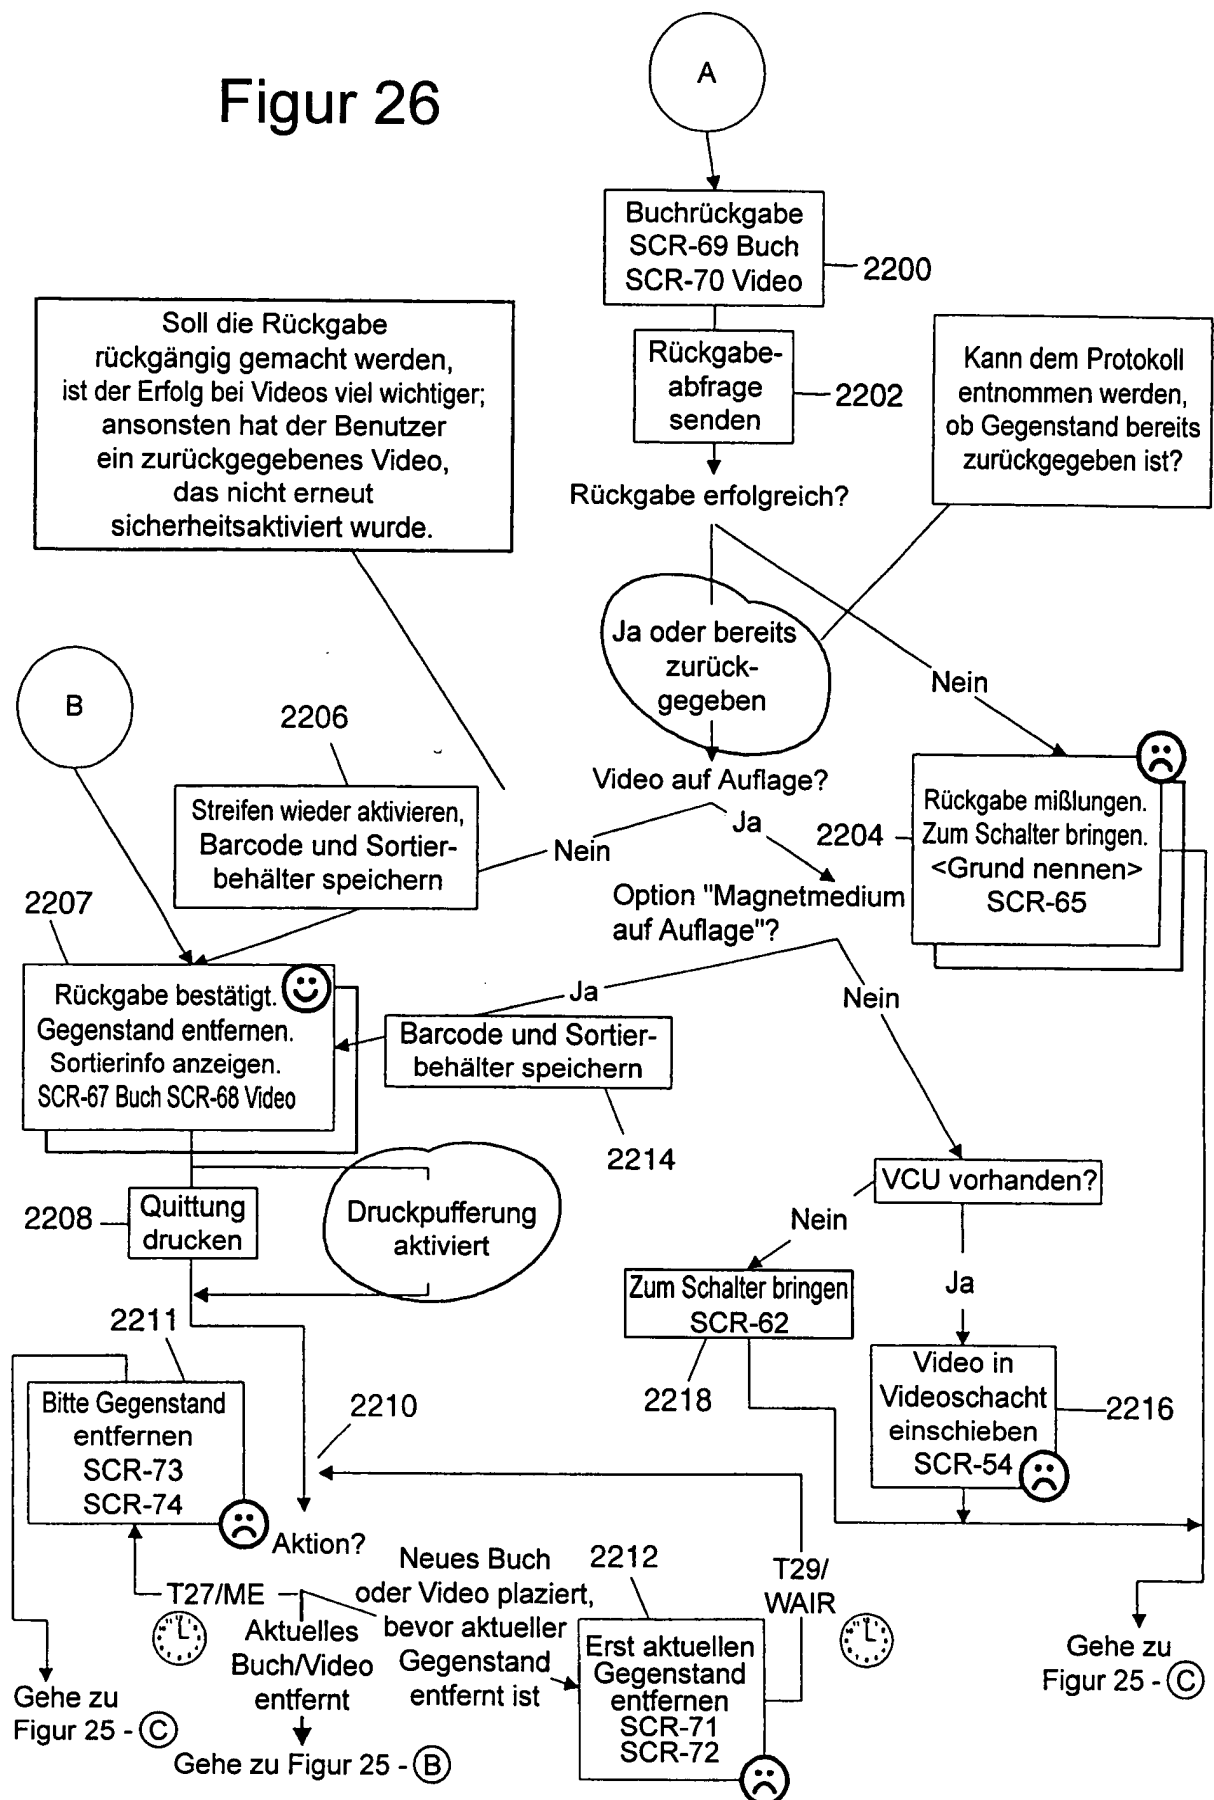 Figur 26
A
Buchrückgabe
SCR-69 Buch
SCR-70 Video
2200
Soll die Rückgabe
rückgängig gemacht werden,
ist der Erfolg bei Videos viel wichtiger;
ansonsten hat der Benutzer
ein zurückgegebenes Video,
das nicht erneut
sicherheitsaktiviert wurde.
Rückgabe-
abfrage
senden
2202
Kann dem Protokoll
entnommen werden,
ob Gegenstand bereits
zurückgegeben ist?
Rückgabe erfolgreich?
Ja oder bereits
zurück-
gegeben
Nein
B
2206
Video auf Auflage?
Streifen wieder aktivieren,
Barcode und Sortier-
behälter speichern
Nein
Ja
2204
Rückgabe mißlungen.
Zum Schalter bringen.
<Grund nennen>
SCR-65
Option "Magnetmedium
auf Auflage"?
2207
Rückgabe bestätigt.
Gegenstand entfernen.
Sortierinfo anzeigen.
SCR-67 Buch SCR-68 Video
Ja
Nein
Barcode und Sortier-
behälter speichern
2214
VCU vorhanden?
2208
Quittung
drucken
Druckpufferung
aktiviert
Nein
Ja
Zum Schalter bringen
SCR-62
2218
Video in
Videoschacht
einschieben
SCR-54
2216
2211
Bitte Gegenstand
entfernen
SCR-73
SCR-74
2210
Aktion?
T27/ME
Aktuelles
Buch/Video
entfernt
Neues Buch
oder Video plaziert,
bevor aktueller
Gegenstand
entfernt ist
2212
Erst aktuellen
Gegenstand
entfernen
SCR-71
SCR-72
T29/
WAIR
Gehe zu
Figur 25 - C
Gehe zu Figur 25 - B
Gehe zu
Figur 25 - C